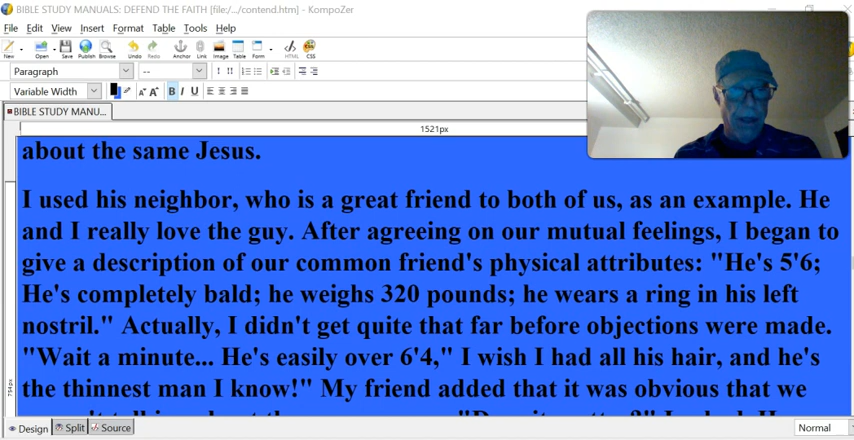 BIBLE STUDY MANUALS: DEFEND THE FAITH [file:/.../contend.htm] - KompoZer
File Edit View Insert Format Table Tools Help
New Open Save Publish Browse Undo Redo Anchor Link Image Table Form HTML CSS
Paragraph --
Variable Width B I U
BIBLE STUDY MANU...
1521px
about the same Jesus.
I used his neighbor, who is a great friend to both of us, as an example. He
and I really love the guy. After agreeing on our mutual feelings, I began to
give a description of our common friend's physical attributes: "He's 5'6;
He's completely bald; he weighs 320 pounds; he wears a ring in his left
nostril." Actually, I didn't get quite that far before objections were made.
"Wait a minute... He's easily over 6'4," I wish I had all his hair, and he's
the thinnest man I know!" My friend added that it was obvious that we
754px
Design Split Source
Normal